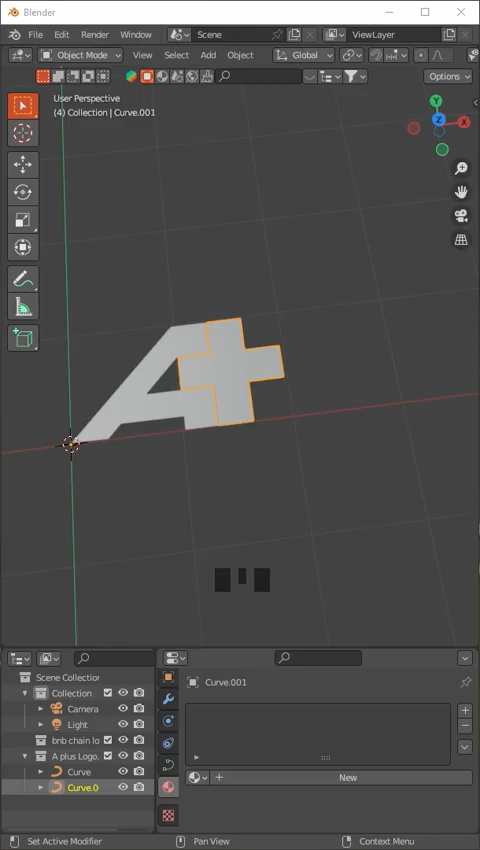 Blender
File Edit Render Window Scene ViewLayer
Object Mode View Select Add Object Global
Options
User Perspective
(4) Collection | Curve.001
Y
Z
X
A+
Scene Collection
Collection
Camera
Light
bnb chain lo
A plus Logo.
Curve
Curve.0
Curve.001
New
Set Active Modifier Pan View Context Menu